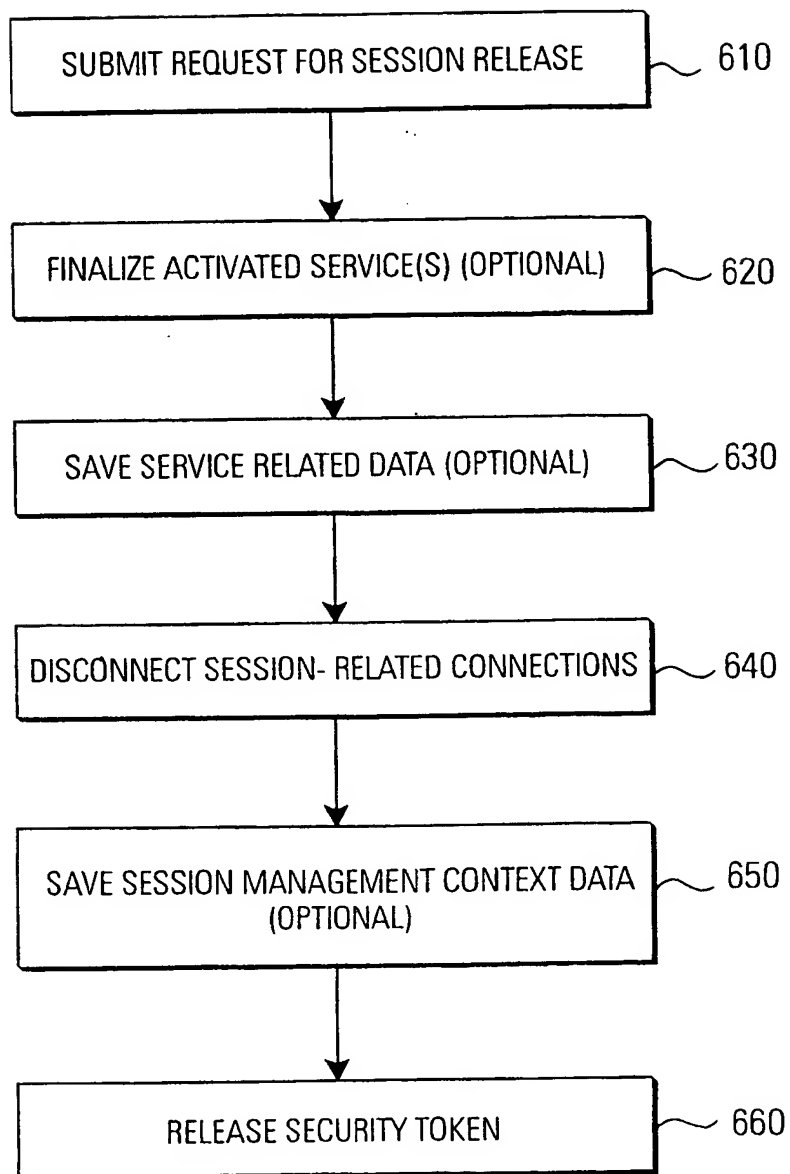 SUBMIT REQUEST FOR SESSION RELEASE 610
FINALIZE ACTIVATED SERVICE(S) (OPTIONAL) 620
SAVE SERVICE RELATED DATA (OPTIONAL) 630
DISCONNECT SESSION- RELATED CONNECTIONS 640
SAVE SESSION MANAGEMENT CONTEXT DATA 650
(OPTIONAL)
RELEASE SECURITY TOKEN 660